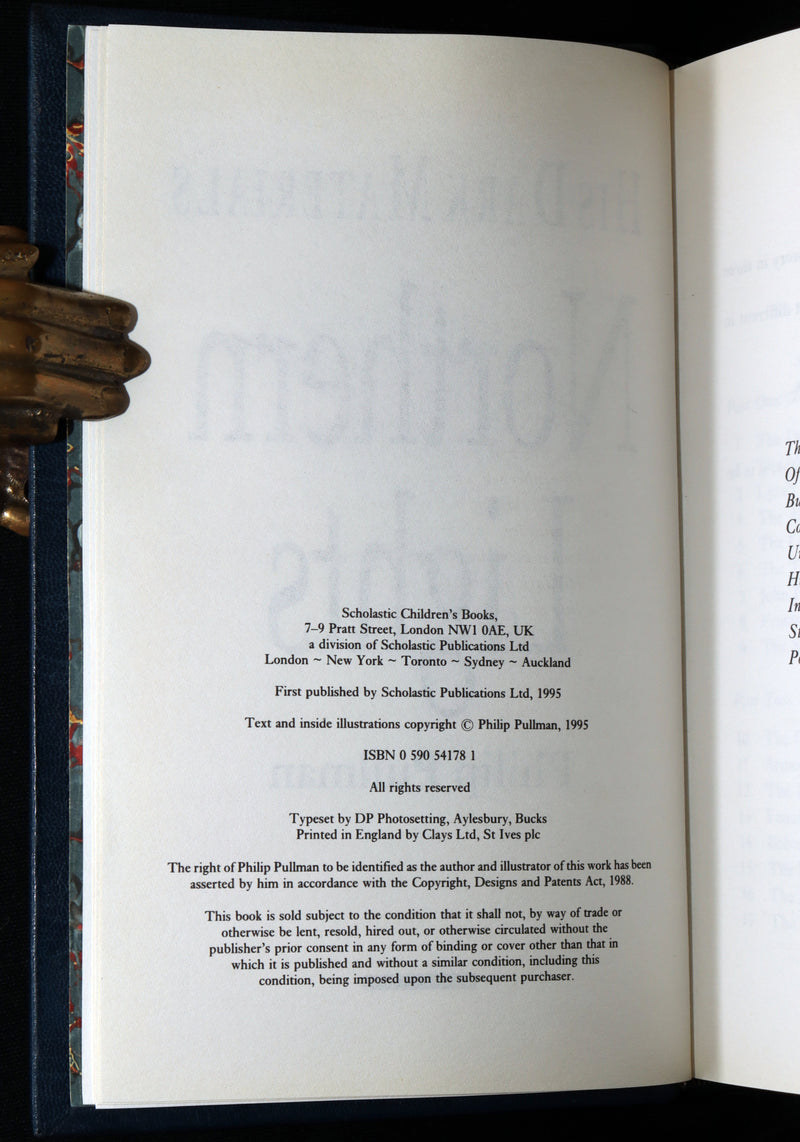 Scholastic Children's Books,
7–9 Pratt Street, London NW1 0AE, UK
a division of Scholastic Publications Ltd
London ~ New York ~ Toronto ~ Sydney ~ Auckland
First published by Scholastic Publications Ltd, 1995
Text and inside illustrations copyright © Philip Pullman, 1995
ISBN 0 590 54178 1
All rights reserved
Typeset by DP Photosetting, Aylesbury, Bucks
Printed in England by Clays Ltd, St Ives plc
The right of Philip Pullman to be identified as the author and illustrator of this work has been
asserted by him in accordance with the Copyright, Designs and Patents Act, 1988.
This book is sold subject to the condition that it shall not, by way of trade or
otherwise be lent, resold, hired out, or otherwise circulated without the
publisher's prior consent in any form of binding or cover other than that in
which it is published and without a similar condition, including this
condition, being imposed upon the subsequent purchaser.
HIS DARK MATERIALS
Northern
Lights
Philip Pullman